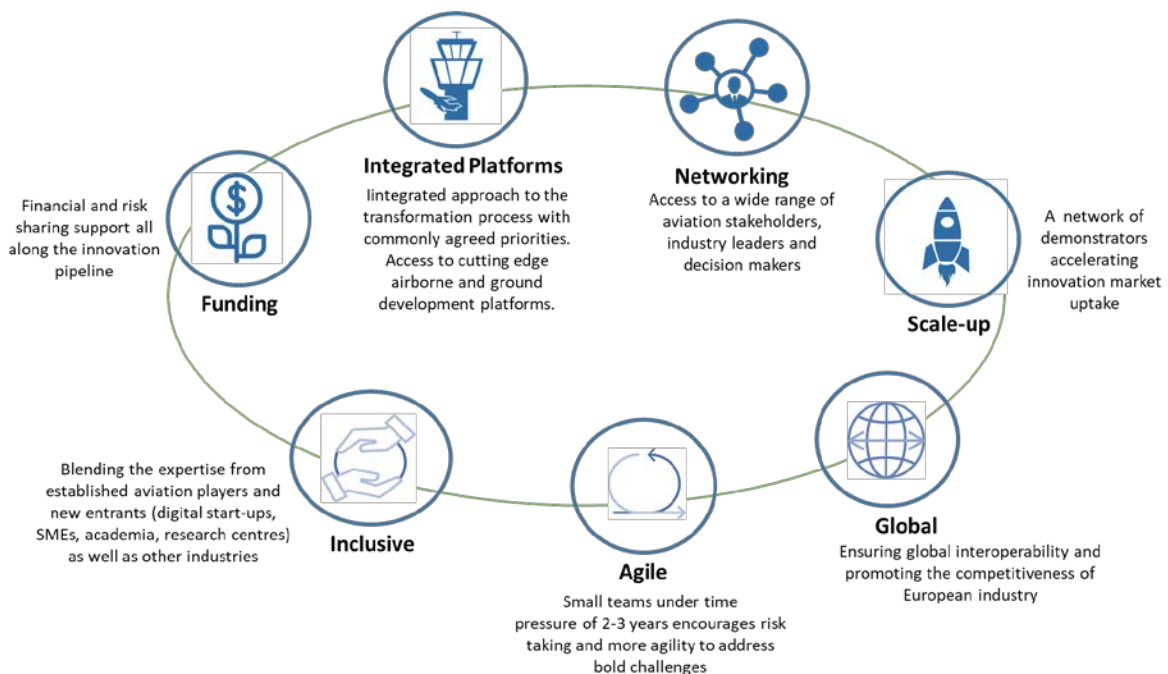 Integrated Platforms
Iintegrated approach to the
transformation process with
commonly agreed priorities.
Access to cutting edge
airborne and ground
development platforms.
Networking
Access to a wide range of
aviation stakeholders,
industry leaders and
decision makers
Financial and risk
sharing support all
along the innovation
pipeline
$
Funding
A network of
demonstrators
accelerating
innovation market
uptake
Scale-up
Blending the expertise from
established aviation players and
new entrants (digital start-ups,
SMEs, academia, research centres)
as well as other industries
Inclusive
Agile
Small teams under time
pressure of 2-3 years encourages risk
taking and more agility to address
bold challenges
Global
Ensuring global interoperability and
promoting the competitiveness of
European industry